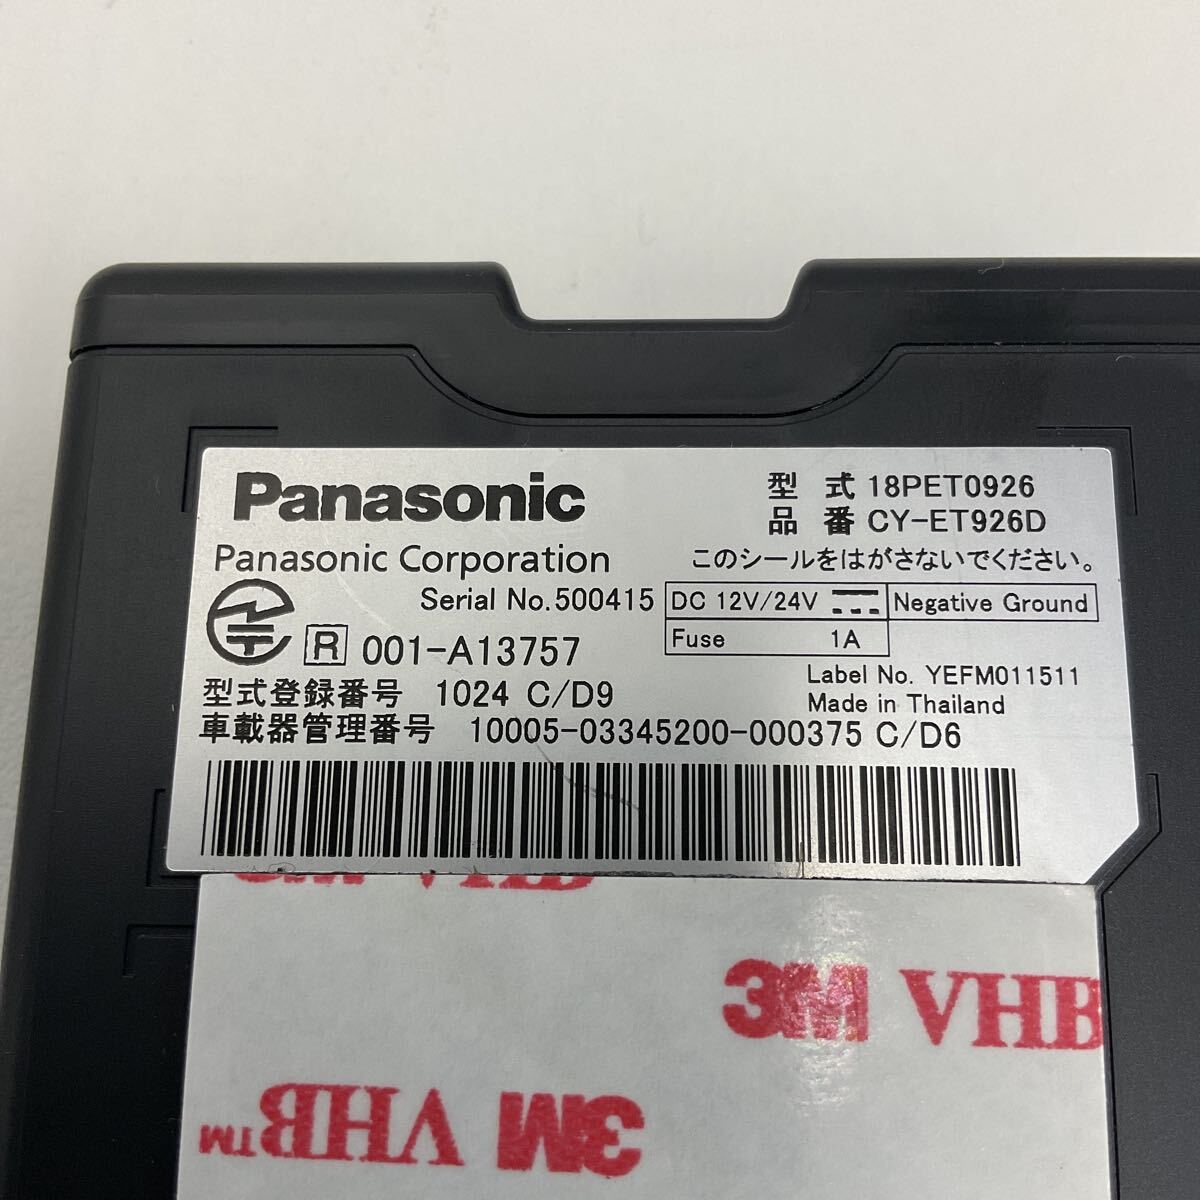 Panasonic
Panasonic Corporation
型 式 18PET0926
品 番 CY-ET926D
このシールをはがさないでください。
Serial No.500415
DC 12V/24V
Negative Ground
Fuse 1A
R 001-A13757
Label No. YEFM011511
Made in Thailand
型式登録番号 1024 C/D9
車載器管理番号 10005-03345200-000375 C/D6
3M VHB
3M VHB
3M VHB™